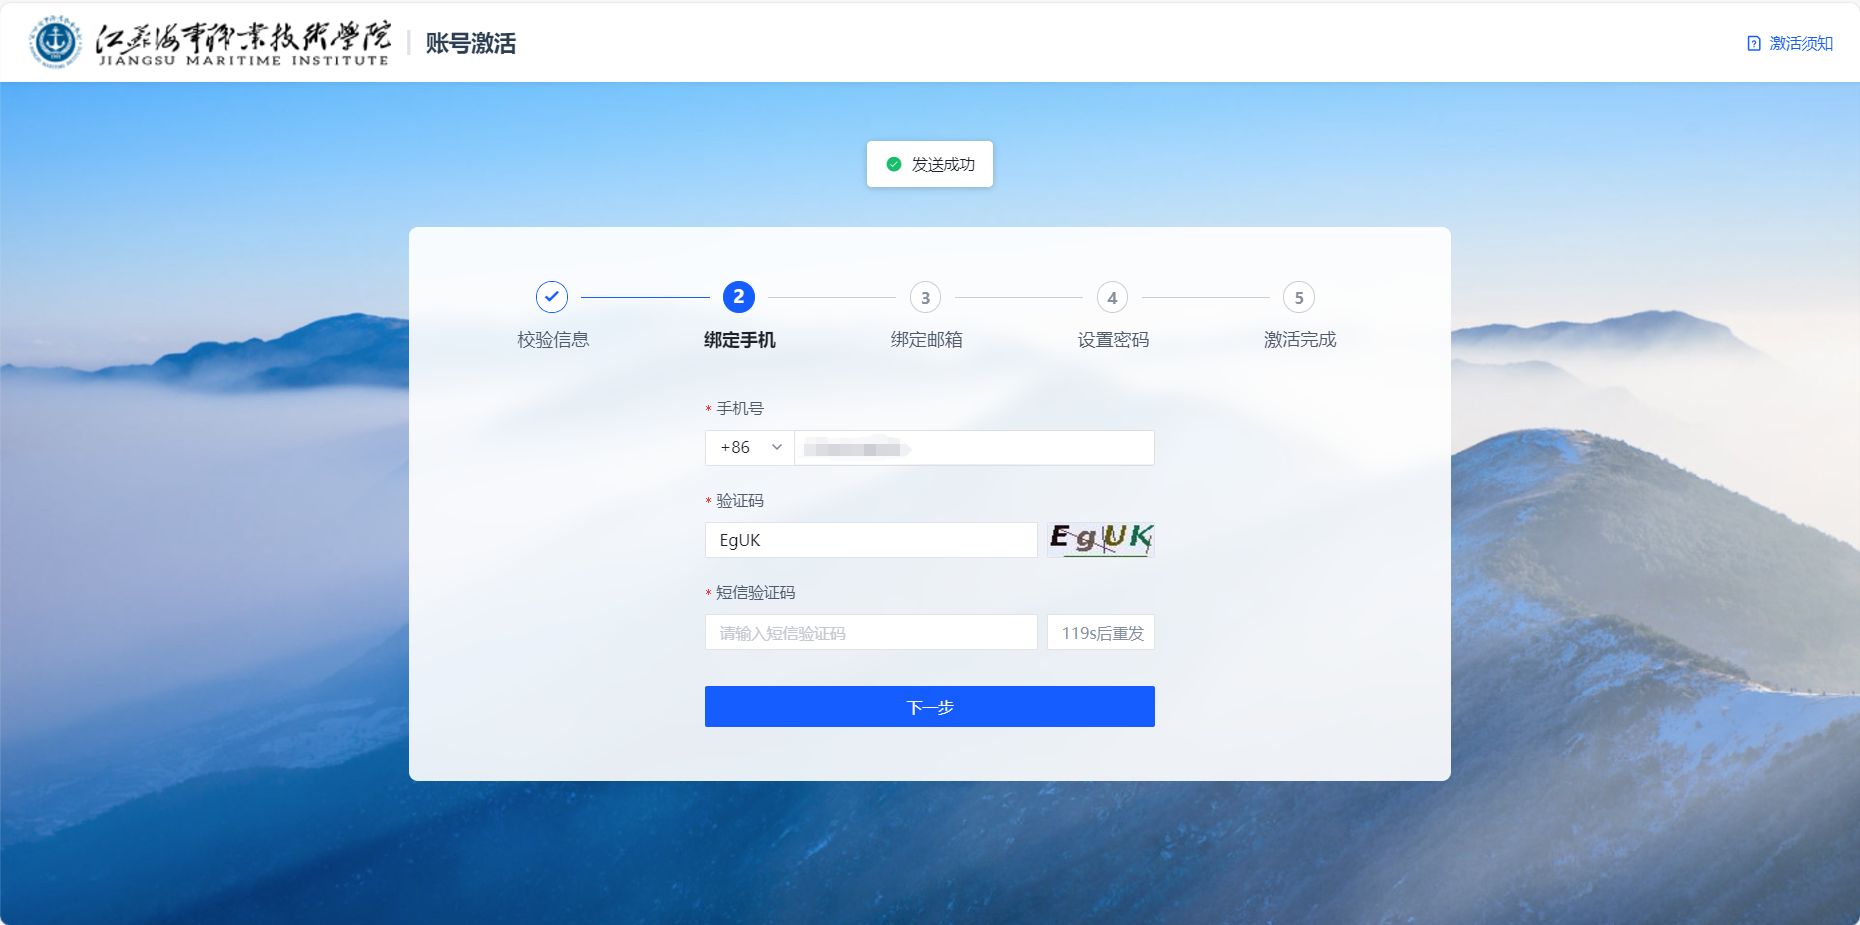 江苏海事职业技术学院
JIANGSU MARITIME INSTITUTE
账号激活
激活须知
发送成功
2 3 4 5
校验信息 绑定手机 绑定邮箱 设置密码 激活完成
* 手机号
+86
* 验证码
EgUK EgUK
* 短信验证码
请输入短信验证码 119s后重发
下一步